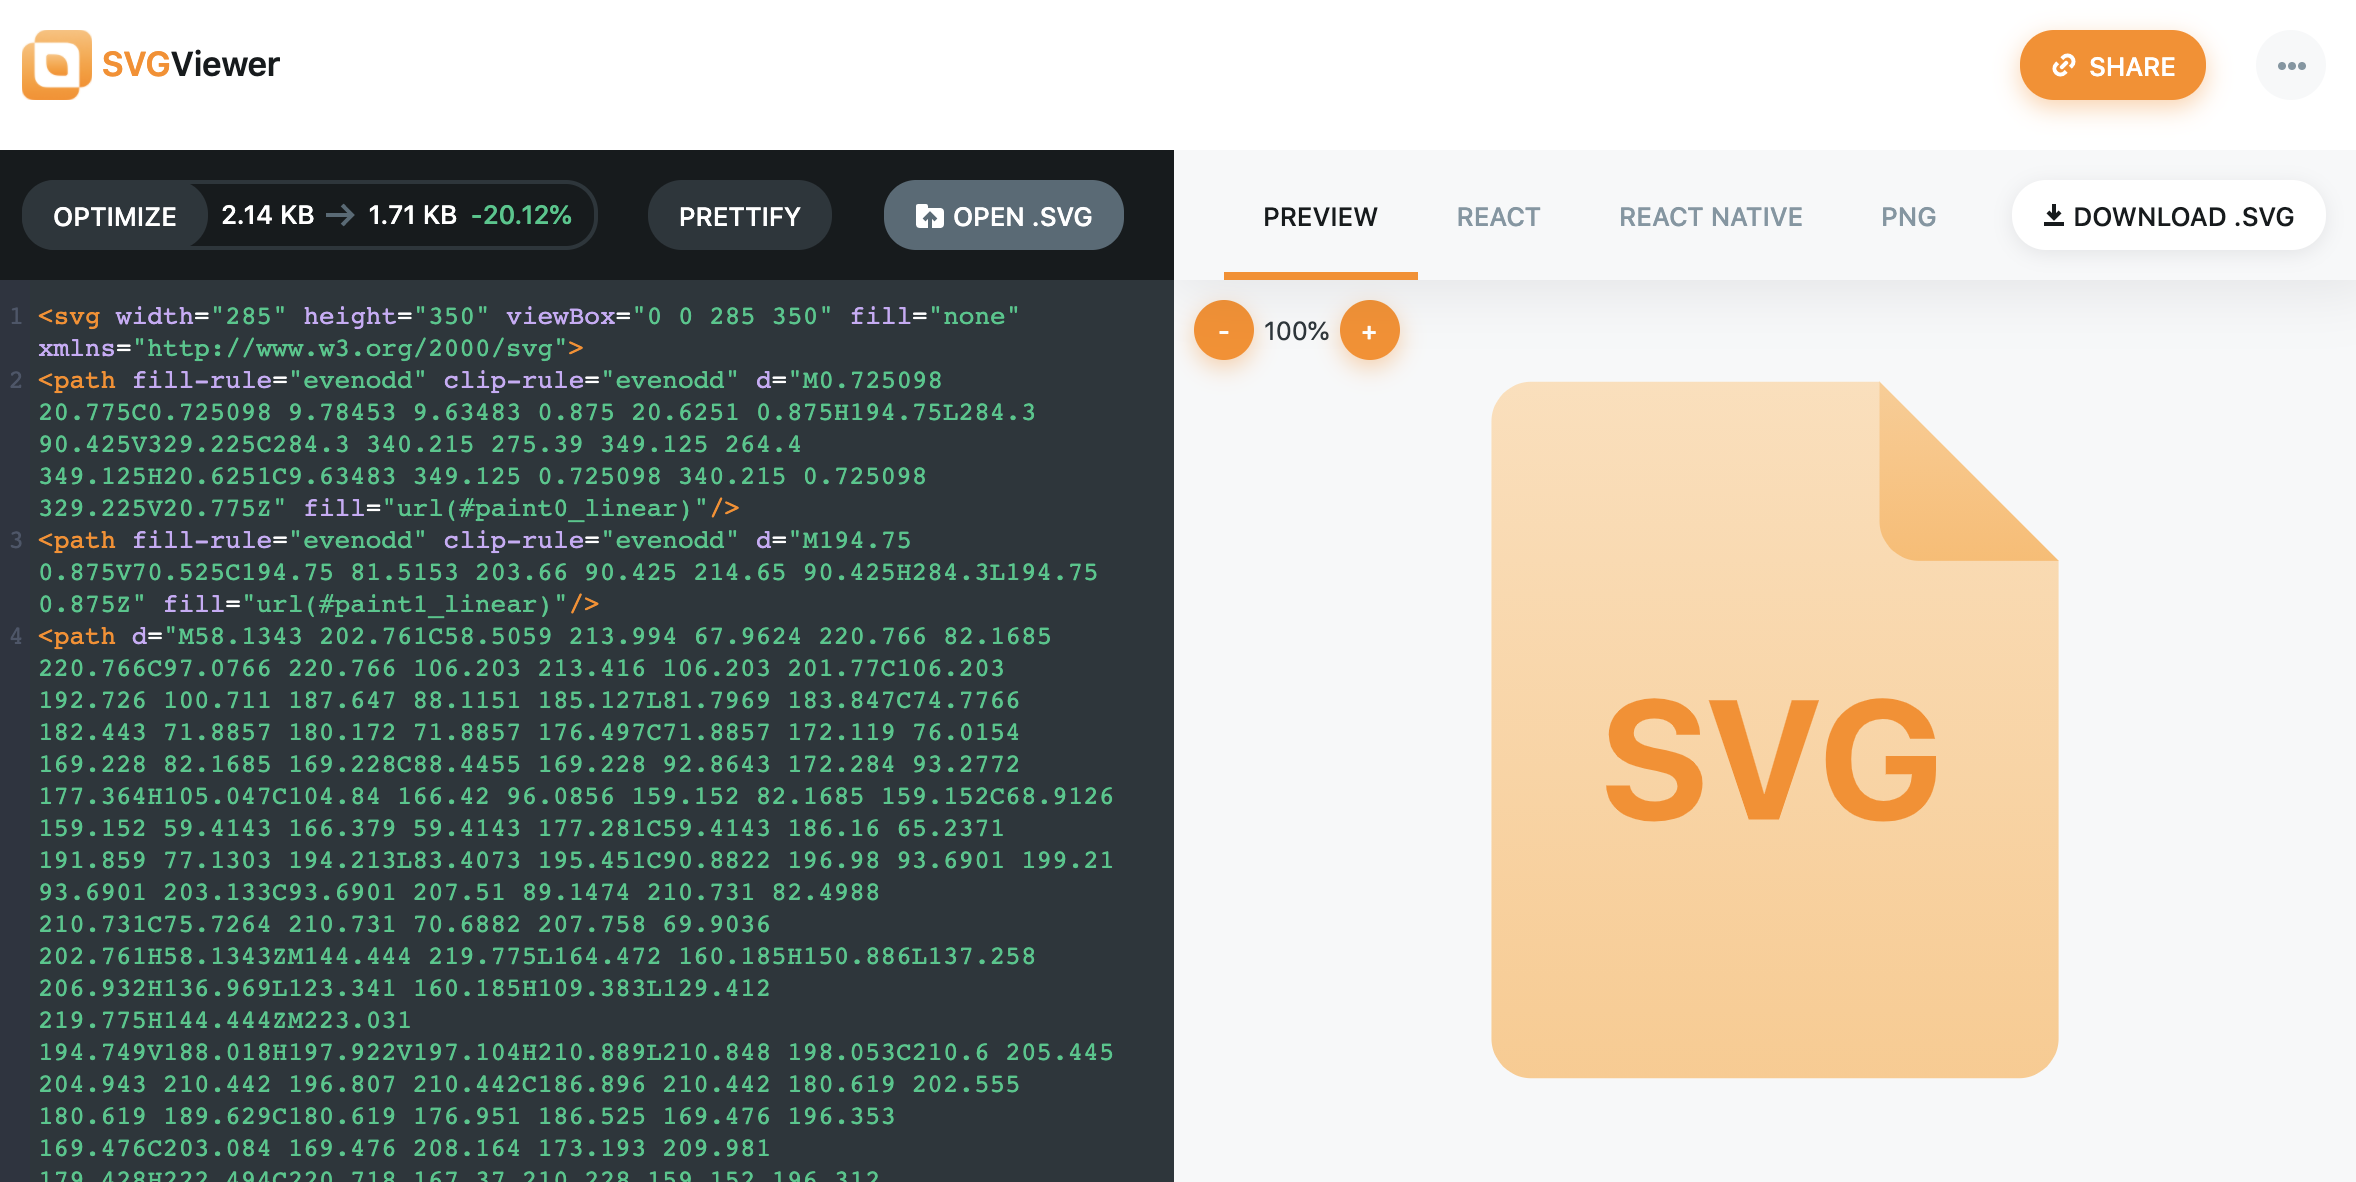 SVGViewer
SHARE
OPTIMIZE 2.14 KB → 1.71 KB -20.12% PRETTIFY OPEN .SVG
PREVIEW REACT REACT NATIVE PNG DOWNLOAD .SVG
- 100% +
1 <svg width="285" height="350" viewBox="0 0 285 350" fill="none"
xmlns="http://www.w3.org/2000/svg">
2 <path fill-rule="evenodd" clip-rule="evenodd" d="M0.725098
20.775C0.725098 9.78453 9.63483 0.875 20.6251 0.875H194.75L284.3
90.425V329.225C284.3 340.215 275.39 349.125 264.4
349.125H20.6251C9.63483 349.125 0.725098 340.215 0.725098
329.225V20.775Z" fill="url(#paint0_linear)"/>
3 <path fill-rule="evenodd" clip-rule="evenodd" d="M194.75
0.875V70.525C194.75 81.5153 203.66 90.425 214.65 90.425H284.3L194.75
0.875Z" fill="url(#paint1_linear)"/>
4 <path d="M58.1343 202.761C58.5059 213.994 67.9624 220.766 82.1685
220.766C97.0766 220.766 106.203 213.416 106.203 201.77C106.203
192.726 100.711 187.647 88.1151 185.127L81.7969 183.847C74.7766
182.443 71.8857 180.172 71.8857 176.497C71.8857 172.119 76.0154
169.228 82.1685 169.228C88.4455 169.228 92.8643 172.284 93.2772
177.364H105.047C104.84 166.42 96.0856 159.152 82.1685 159.152C68.9126
159.152 59.4143 166.379 59.4143 177.281C59.4143 186.16 65.2371
191.859 77.1303 194.213L83.4073 195.451C90.8822 196.98 93.6901 199.21
93.6901 203.133C93.6901 207.51 89.1474 210.731 82.4988
210.731C75.7264 210.731 70.6882 207.758 69.9036
202.761H58.1343ZM144.444 219.775L164.472 160.185H150.886L137.258
206.932H136.969L123.341 160.185H109.383L129.412
219.775H144.444ZM223.031
194.749V188.018H197.922V197.104H210.889L210.848 198.053C210.6 205.445
204.943 210.442 196.807 210.442C186.896 210.442 180.619 202.555
180.619 189.629C180.619 176.951 186.525 169.476 196.353
169.476C203.084 169.476 208.164 173.193 209.981
179.428H222.494C220.718 167.37 210.228 159.152 196.312
SVG